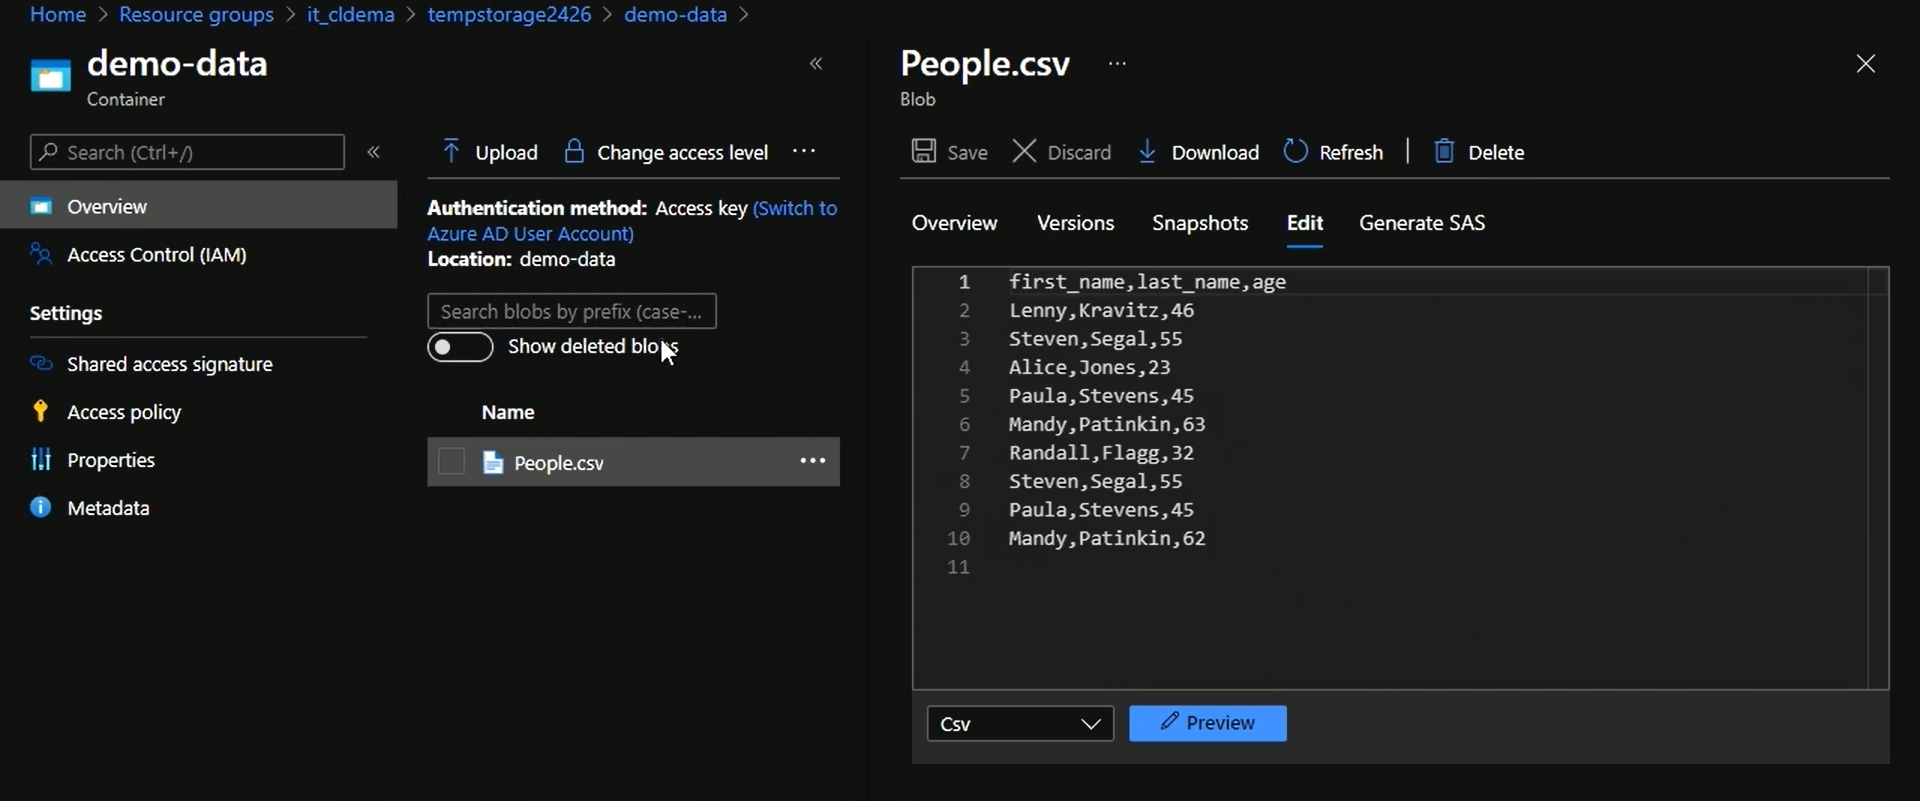 Home > Resource groups > it_cldema > tempstorage2426 > demo-data >
demo-data
Container
«
Search (Ctrl+/)
«
Overview
Access Control (IAM)
Settings
Shared access signature
Access policy
Properties
Metadata
Upload Change access level ...
Authentication method: Access key (Switch to
Azure AD User Account)
Location: demo-data
Search blobs by prefix (case-...
Show deleted blobs
Name
People.csv ...
People.csv ...
Blob
Save Discard Download Refresh | Delete
Overview Versions Snapshots Edit Generate SAS
1 first_name,last_name,age
2 Lenny,Kravitz,46
3 Steven,Segal,55
4 Alice,Jones,23
5 Paula,Stevens,45
6 Mandy,Patinkin,63
7 Randall,Flagg,32
8 Steven,Segal,55
9 Paula,Stevens,45
10 Mandy,Patinkin,62
11
Csv Preview